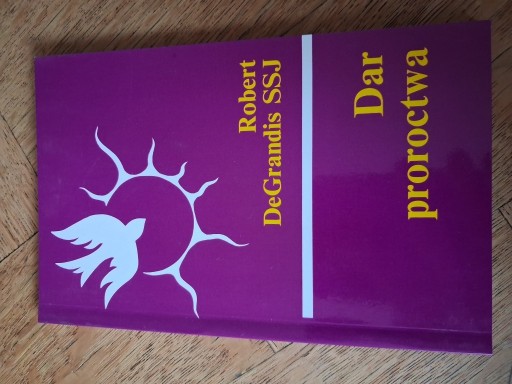 Robert
DeGrandis SSJ
Dar
proroctwa